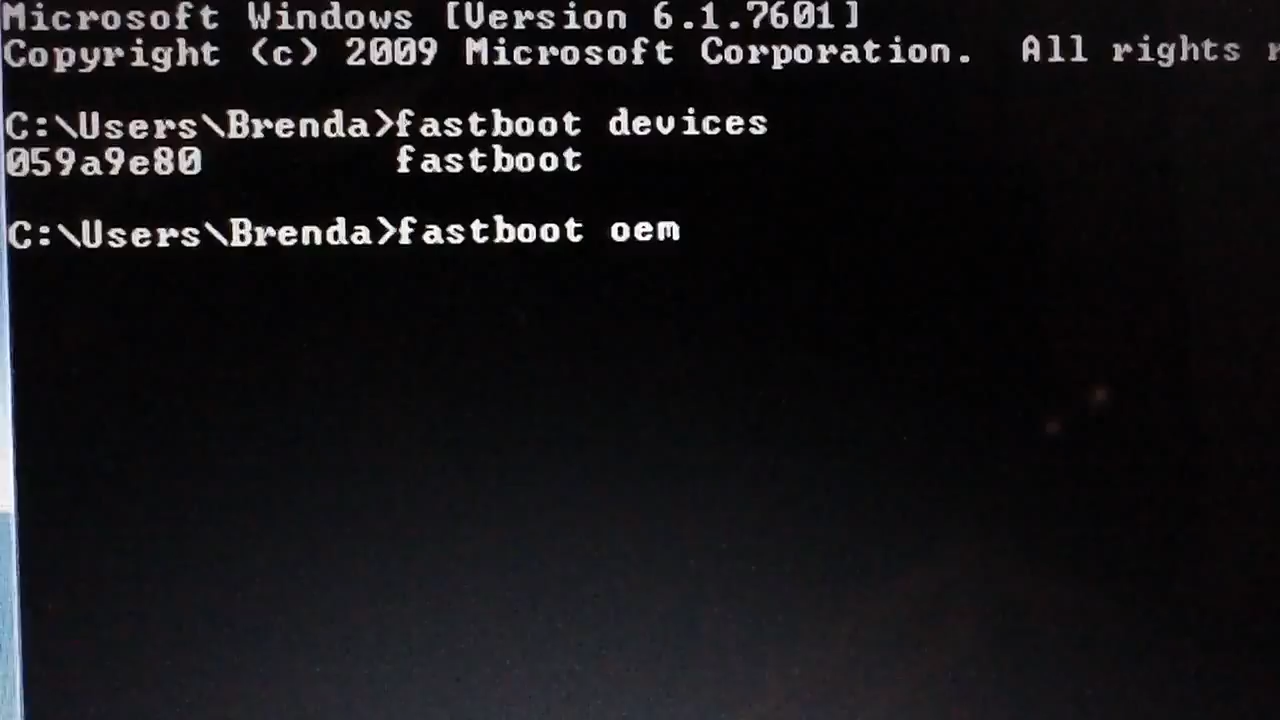 Microsoft Windows [Version 6.1.7601]
Copyright (c) 2009 Microsoft Corporation. All rights
C:\Users\Brenda>fastboot devices
059a9e80 fastboot
C:\Users\Brenda>fastboot oem